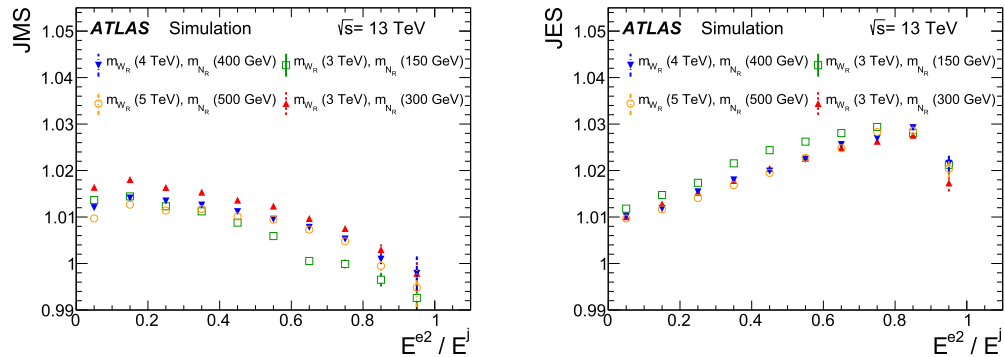 JMS
1.05
1.04
1.03
1.02
1.01
1
0.99
ATLAS Simulation √s= 13 TeV
m_{W_R} (4 TeV), m_{N_R} (400 GeV)
m_{W_R} (3 TeV), m_{N_R} (150 GeV)
m_{W_R} (5 TeV), m_{N_R} (500 GeV)
m_{W_R} (3 TeV), m_{N_R} (300 GeV)
0 0.2 0.4 0.6 0.8 1
E^{e2} / E^{j}
JES
1.05
1.04
1.03
1.02
1.01
1
0.99
ATLAS Simulation √s= 13 TeV
m_{W_R} (4 TeV), m_{N_R} (400 GeV)
m_{W_R} (3 TeV), m_{N_R} (150 GeV)
m_{W_R} (5 TeV), m_{N_R} (500 GeV)
m_{W_R} (3 TeV), m_{N_R} (300 GeV)
0 0.2 0.4 0.6 0.8 1
E^{e2} / E^{j}